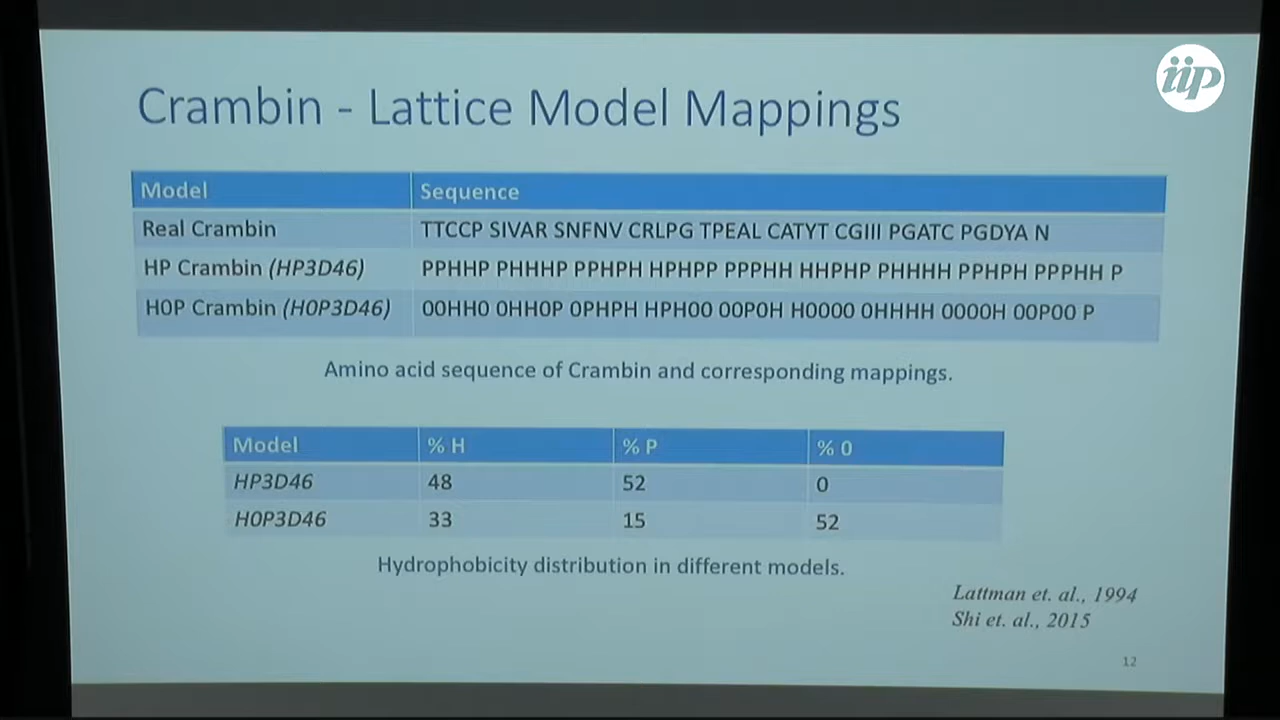 iip
Crambin - Lattice Model Mappings
Model Sequence
Real Crambin TTCCP SIVAR SNFNV CRLPG TPEAL CATYT CGIII PGATC PGDYA N
HP Crambin (HP3D46) PPHHP PHHHP PPHPH HPHPP PPPHH HHPHP PHHHH PPHPH PPPHH P
H0P Crambin (H0P3D46) 00HH0 0HH0P 0PHPH HPH00 00P0H H0000 0HHHH 0000H 00P00 P
Amino acid sequence of Crambin and corresponding mappings.
Model % H % P % 0
HP3D46 48 52 0
H0P3D46 33 15 52
Hydrophobicity distribution in different models.
Lattman et. al., 1994
Shi et. al., 2015
12